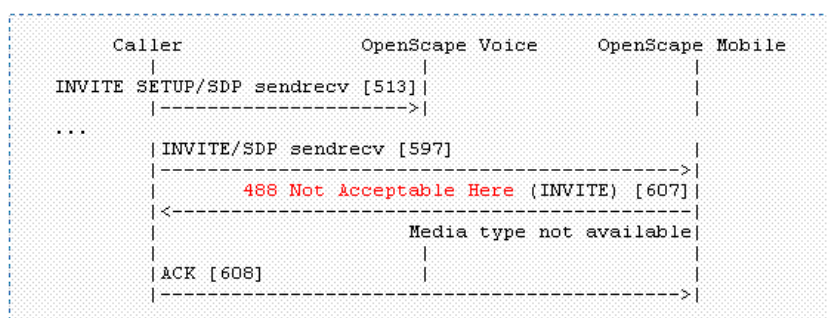 Caller OpenScape Voice OpenScape Mobile
INVITE SETUP/SDP sendrecv [513]
...
INVITE/SDP sendrecv [597]
488 Not Acceptable Here (INVITE) [607]
Media type not available
ACK [608]